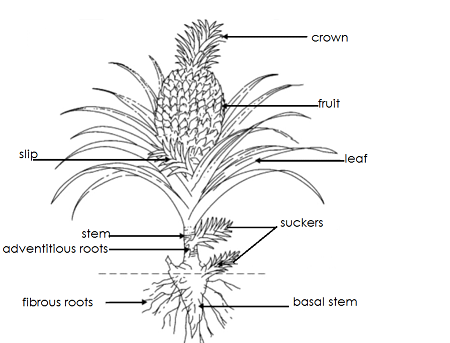 crown
fruit
slip
leaf
suckers
stem
adventitious roots
fibrous roots
basal stem